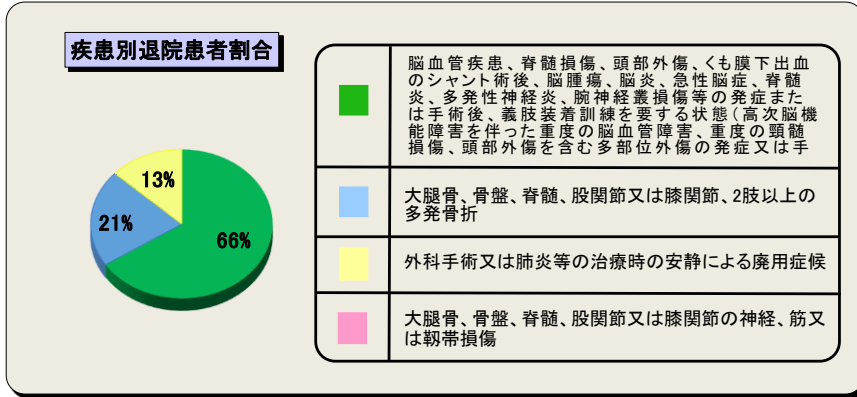 疾患別退院患者割合
脳血管疾患、脊髄損傷、頭部外傷、くも膜下出血
のシャント術後、脳腫瘍、脳炎、急性脳症、脊髄
炎、多発性神経炎、腕神経叢損傷等の発症また
は手術後、義肢装着訓練を要する状態（高次脳機
能障害を伴った重度の脳血管障害、重度の頸髄
損傷、頭部外傷を含む多部位外傷の発症又は手
13%
21%
66%
大腿骨、骨盤、脊髄、股関節又は膝関節、2肢以上の
多発骨折
外科手術又は肺炎等の治療時の安静による廃用症候
大腿骨、骨盤、脊髄、股関節又は膝関節の神経、筋又
は靱帯損傷